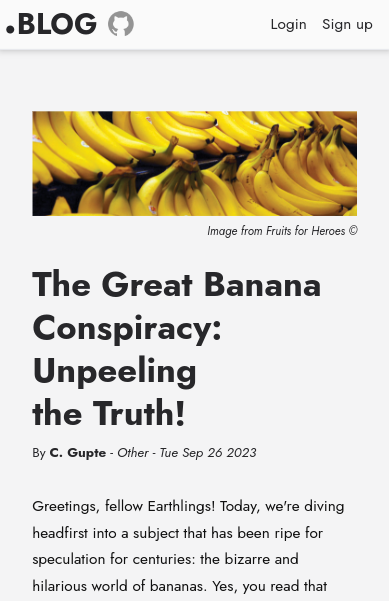 .BLOG
Login Sign up
Image from Fruits for Heroes ©
The Great Banana
Conspiracy:
Unpeeling
the Truth!
By C. Gupte - Other - Tue Sep 26 2023
Greetings, fellow Earthlings! Today, we're diving
headfirst into a subject that has been ripe for
speculation for centuries: the bizarre and
hilarious world of bananas. Yes, you read that